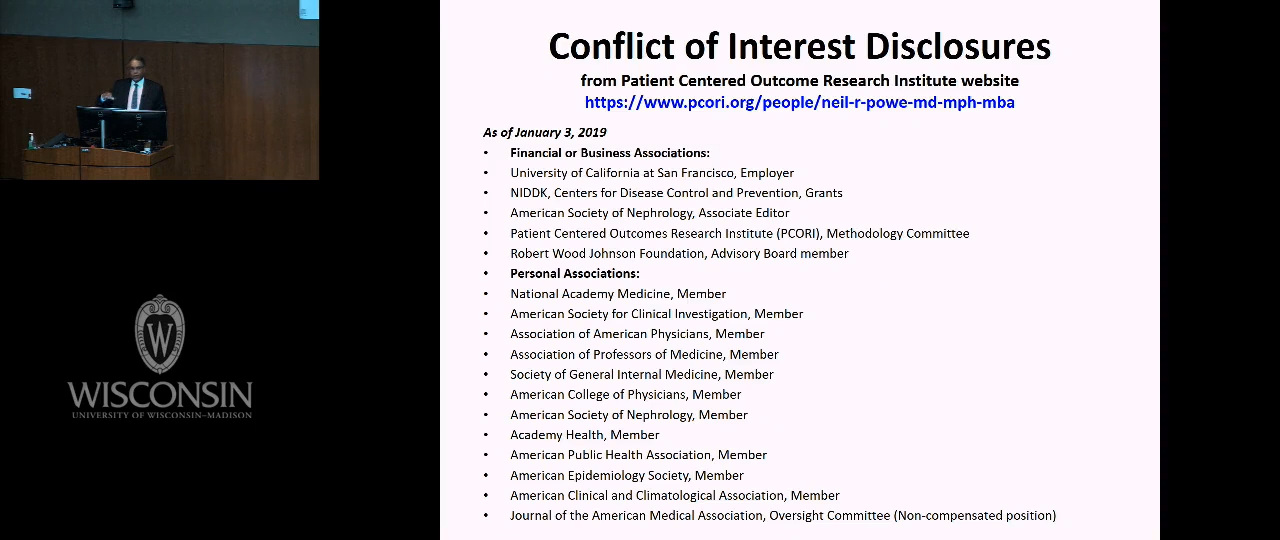 Conflict of Interest Disclosures
from Patient Centered Outcome Research Institute website
https://www.pcori.org/people/neil-r-powe-md-mph-mba
As of January 3, 2019
• Financial or Business Associations:
• University of California at San Francisco, Employer
• NIDDK, Centers for Disease Control and Prevention, Grants
• American Society of Nephrology, Associate Editor
• Patient Centered Outcomes Research Institute (PCORI), Methodology Committee
• Robert Wood Johnson Foundation, Advisory Board member
• Personal Associations:
• National Academy Medicine, Member
• American Society for Clinical Investigation, Member
• Association of American Physicians, Member
• Association of Professors of Medicine, Member
• Society of General Internal Medicine, Member
• American College of Physicians, Member
• American Society of Nephrology, Member
• Academy Health, Member
• American Public Health Association, Member
• American Epidemiology Society, Member
• American Clinical and Climatological Association, Member
• Journal of the American Medical Association, Oversight Committee (Non-compensated position)
W
WISCONSIN
UNIVERSITY OF WISCONSIN–MADISON